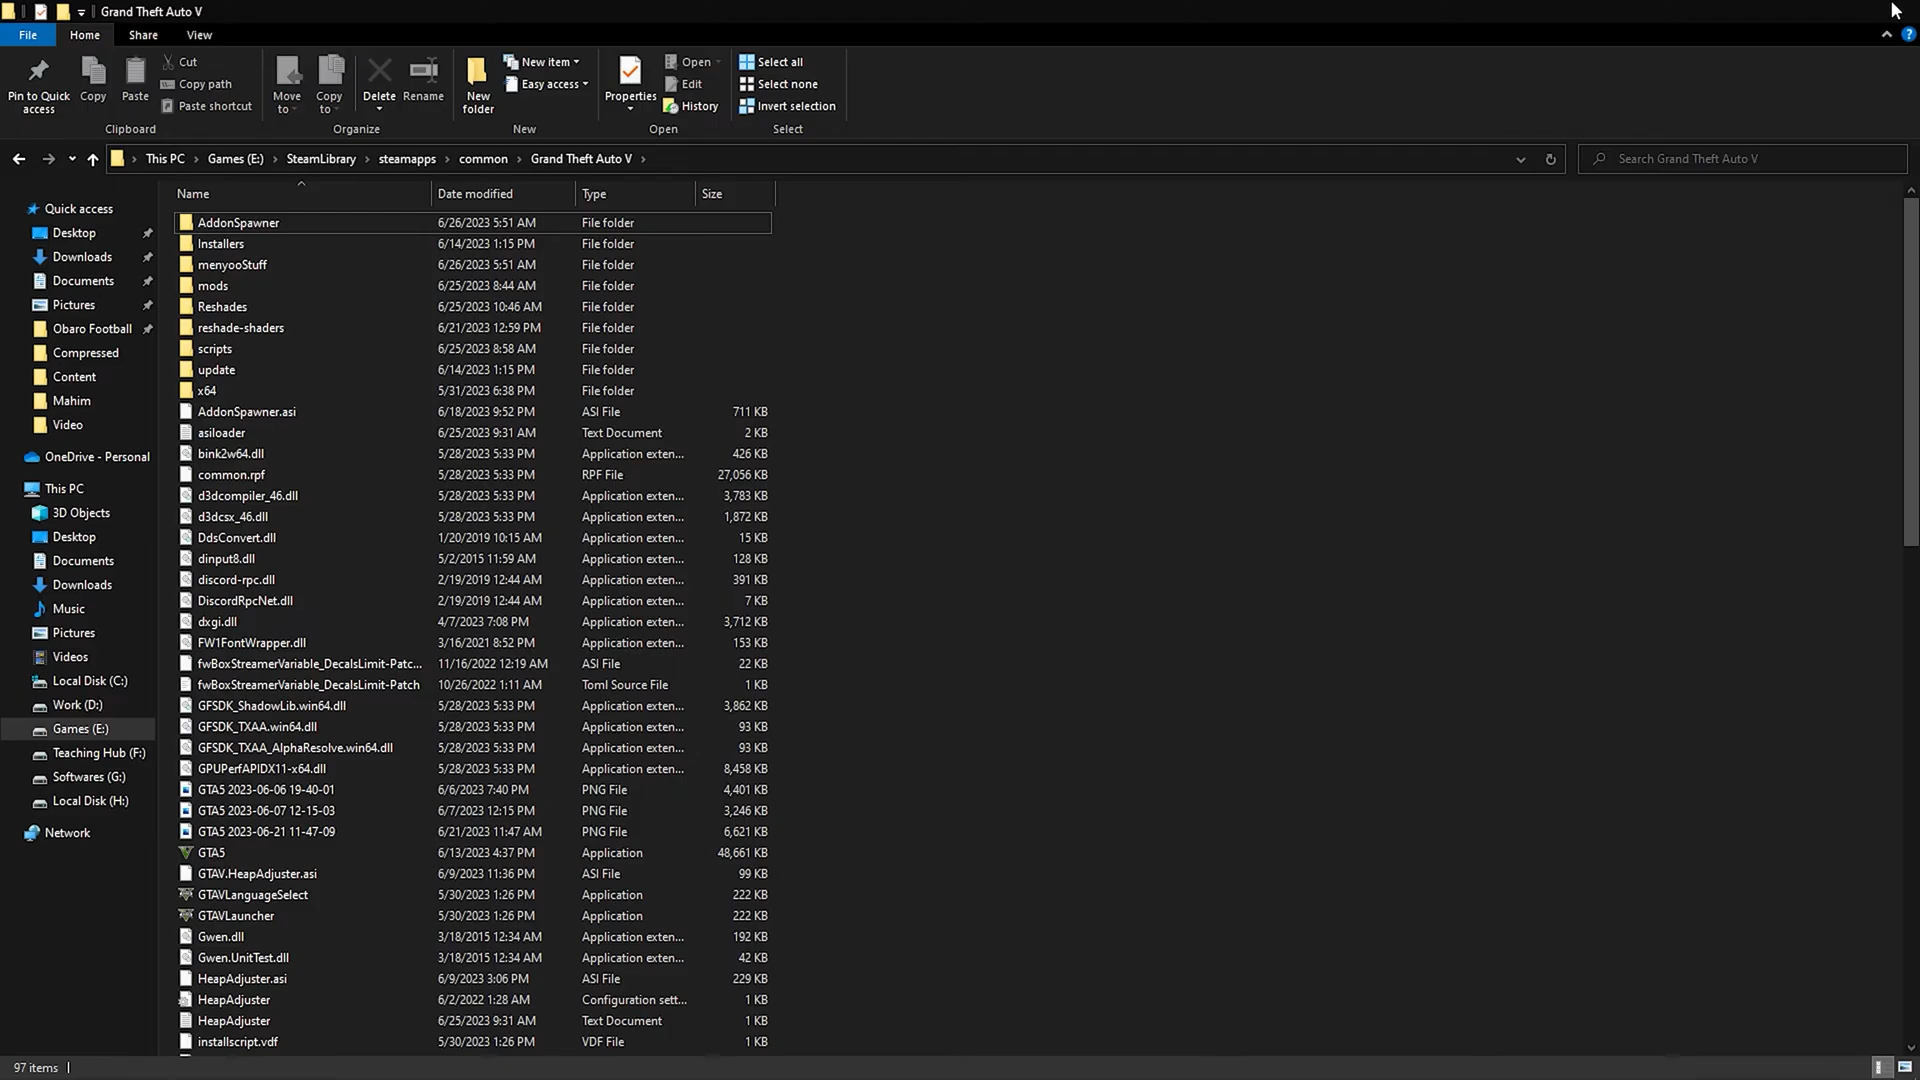 Grand Theft Auto V
File Home Share View
Pin to Quick access
Copy
Paste
Cut
Copy path
Paste shortcut
Clipboard
Move to
Copy to
Delete
Rename
Organize
New folder
New item
Easy access
New
Properties
Open
Edit
History
Open
Select all
Select none
Invert selection
Select
This PC › Games (E:) › SteamLibrary › steamapps › common › Grand Theft Auto V ›
Search Grand Theft Auto V
Quick access
Desktop
Downloads
Documents
Pictures
Obaro Football
Compressed
Content
Mahim
Video
OneDrive - Personal
This PC
3D Objects
Desktop
Documents
Downloads
Music
Pictures
Videos
Local Disk (C:)
Work (D:)
Games (E:)
Teaching Hub (F:)
Softwares (G:)
Local Disk (H:)
Network
Name Date modified Type Size
AddonSpawner 6/26/2023 5:51 AM File folder
Installers 6/14/2023 1:15 PM File folder
menyooStuff 6/26/2023 5:51 AM File folder
mods 6/25/2023 8:44 AM File folder
Reshades 6/25/2023 10:46 AM File folder
reshade-shaders 6/21/2023 12:59 PM File folder
scripts 6/25/2023 8:58 AM File folder
update 6/14/2023 1:15 PM File folder
x64 5/31/2023 6:38 PM File folder
AddonSpawner.asi 6/18/2023 9:52 PM ASI File 711 KB
asiloader 6/25/2023 9:31 AM Text Document 2 KB
bink2w64.dll 5/28/2023 5:33 PM Application exten... 426 KB
common.rpf 5/28/2023 5:33 PM RPF File 27,056 KB
d3dcompiler_46.dll 5/28/2023 5:33 PM Application exten... 3,783 KB
d3dcsx_46.dll 5/28/2023 5:33 PM Application exten... 1,872 KB
DdsConvert.dll 1/20/2019 10:15 AM Application exten... 15 KB
dinput8.dll 5/2/2015 11:59 AM Application exten... 128 KB
discord-rpc.dll 2/19/2019 12:44 AM Application exten... 391 KB
DiscordRpcNet.dll 2/19/2019 12:44 AM Application exten... 7 KB
dxgi.dll 4/7/2023 7:08 PM Application exten... 3,712 KB
FW1FontWrapper.dll 3/16/2021 8:52 PM Application exten... 153 KB
fwBoxStreamerVariable_DecalsLimit-Patc... 11/16/2022 12:19 AM ASI File 22 KB
fwBoxStreamerVariable_DecalsLimit-Patch 10/26/2022 1:11 AM Toml Source File 1 KB
GFSDK_ShadowLib.win64.dll 5/28/2023 5:33 PM Application exten... 3,862 KB
GFSDK_TXAA.win64.dll 5/28/2023 5:33 PM Application exten... 93 KB
GFSDK_TXAA_AlphaResolve.win64.dll 5/28/2023 5:33 PM Application exten... 93 KB
GPUPerfAPIDX11-x64.dll 5/28/2023 5:33 PM Application exten... 8,458 KB
GTA5 2023-06-06 19-40-01 6/6/2023 7:40 PM PNG File 4,401 KB
GTA5 2023-06-07 12-15-03 6/7/2023 12:15 PM PNG File 3,246 KB
GTA5 2023-06-21 11-47-09 6/21/2023 11:47 AM PNG File 6,621 KB
GTA5 6/13/2023 4:37 PM Application 48,661 KB
GTAV.HeapAdjuster.asi 6/9/2023 11:36 PM ASI File 99 KB
GTAVLanguageSelect 5/30/2023 1:26 PM Application 222 KB
GTAVLauncher 5/30/2023 1:26 PM Application 222 KB
Gwen.dll 3/18/2015 12:34 AM Application exten... 192 KB
Gwen.UnitTest.dll 3/18/2015 12:34 AM Application exten... 42 KB
HeapAdjuster.asi 6/9/2023 3:06 PM ASI File 229 KB
HeapAdjuster 6/2/2022 1:28 AM Configuration sett... 1 KB
HeapAdjuster 6/25/2023 9:31 AM Text Document 1 KB
installscript.vdf 5/30/2023 1:26 PM VDF File 1 KB
97 items